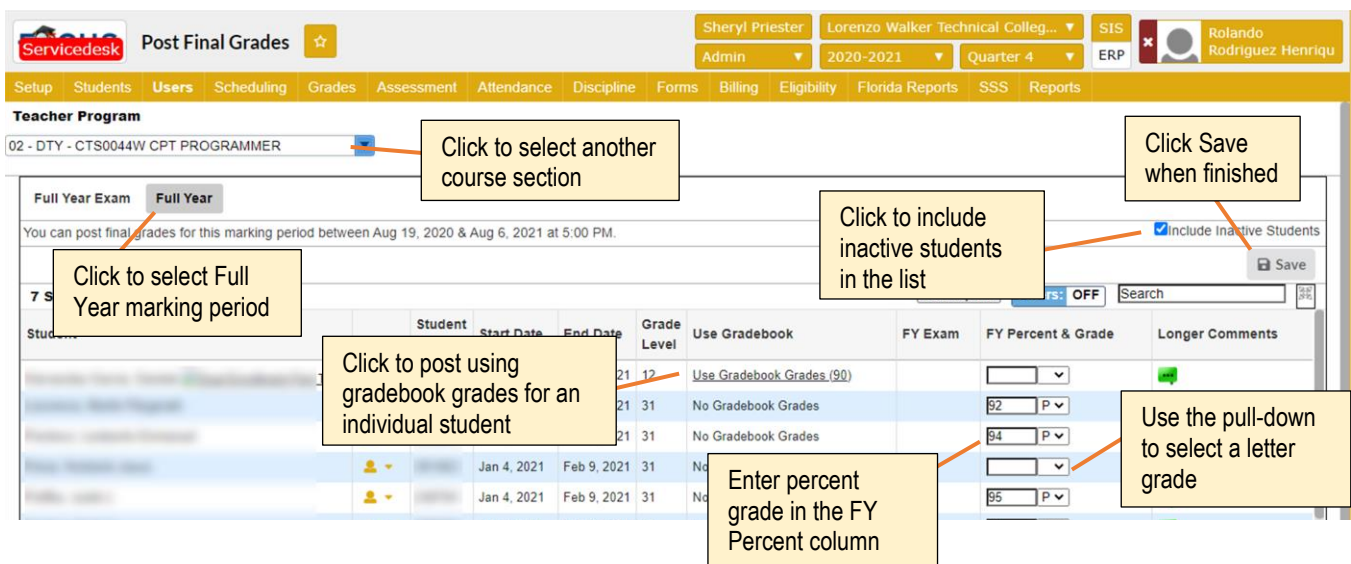 Servicedesk
Post Final Grades
Sheryl Priester
Lorenzo Walker Technical Colleg...
SIS
Admin
2020-2021
Quarter 4
ERP
Rolando
Rodriguez Henriqu
Setup Students Users Scheduling Grades Assessment Attendance Discipline Forms Billing Eligibility Florida Reports SSS Reports
Teacher Program
02 - DTY - CTS0044W CPT PROGRAMMER
Click to select another
course section
Click Save
when finished
Full Year Exam Full Year
You can post final grades for this marking period between Aug 19, 2020 & Aug 6, 2021 at 5:00 PM.
Click to include
inactive students
in the list
Include Inactive Students
Save
Click to select Full
Year marking period
7 S
OFF
Search
Student Start Date End Date Grade Level Use Gradebook FY Exam FY Percent & Grade Longer Comments
Click to post using
gradebook grades for an
individual student
21 12 Use Gradebook Grades (90)
21 31 No Gradebook Grades 92 P
21 31 No Gradebook Grades 94 P
Jan 4, 2021 Feb 9, 2021 31 No
Jan 4, 2021 Feb 9, 2021 31 No 95 P
Enter percent
grade in the FY
Percent column
Use the pull-down
to select a letter
grade